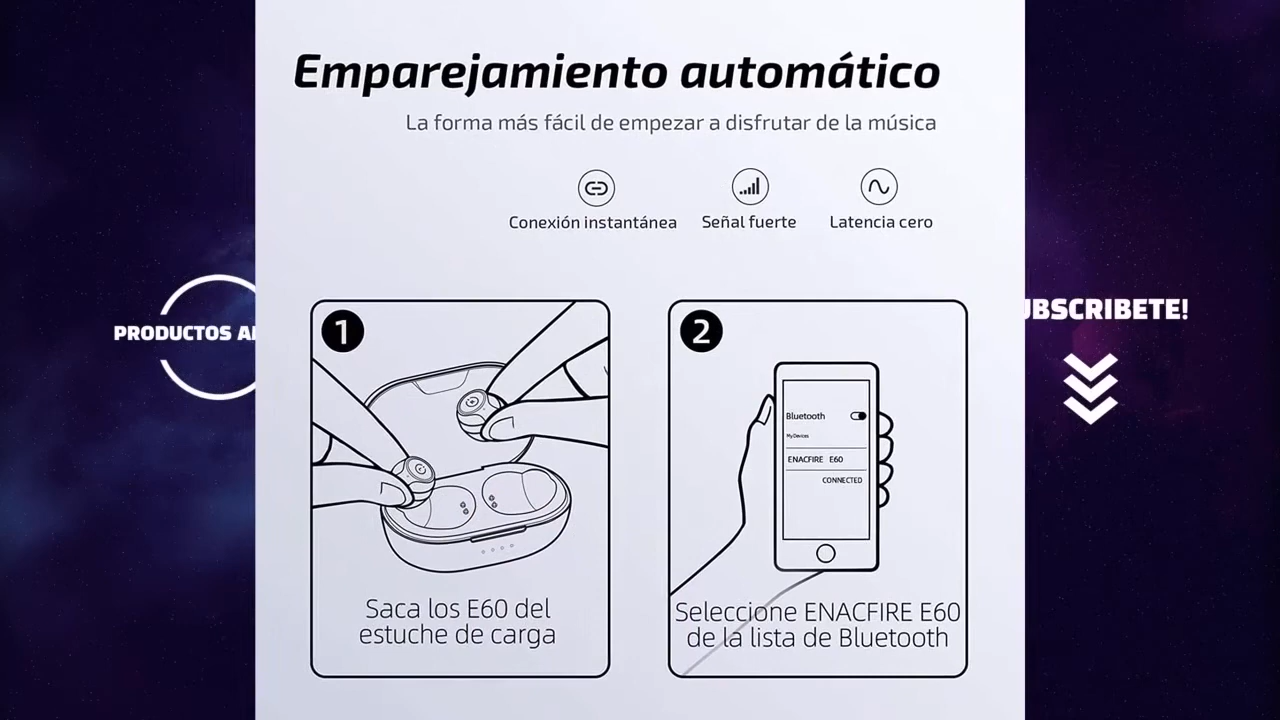 Emparejamiento automático
La forma más fácil de empezar a disfrutar de la música
Conexión instantánea
Señal fuerte
Latencia cero
PRODUCTOS
UBSCRIBETE!
1
Saca los E60 del
estuche de carga
2
Bluetooth
My Devices
ENACFIRE E60
CONNECTED
Seleccione ENACFIRE E60
de la lista de Bluetooth